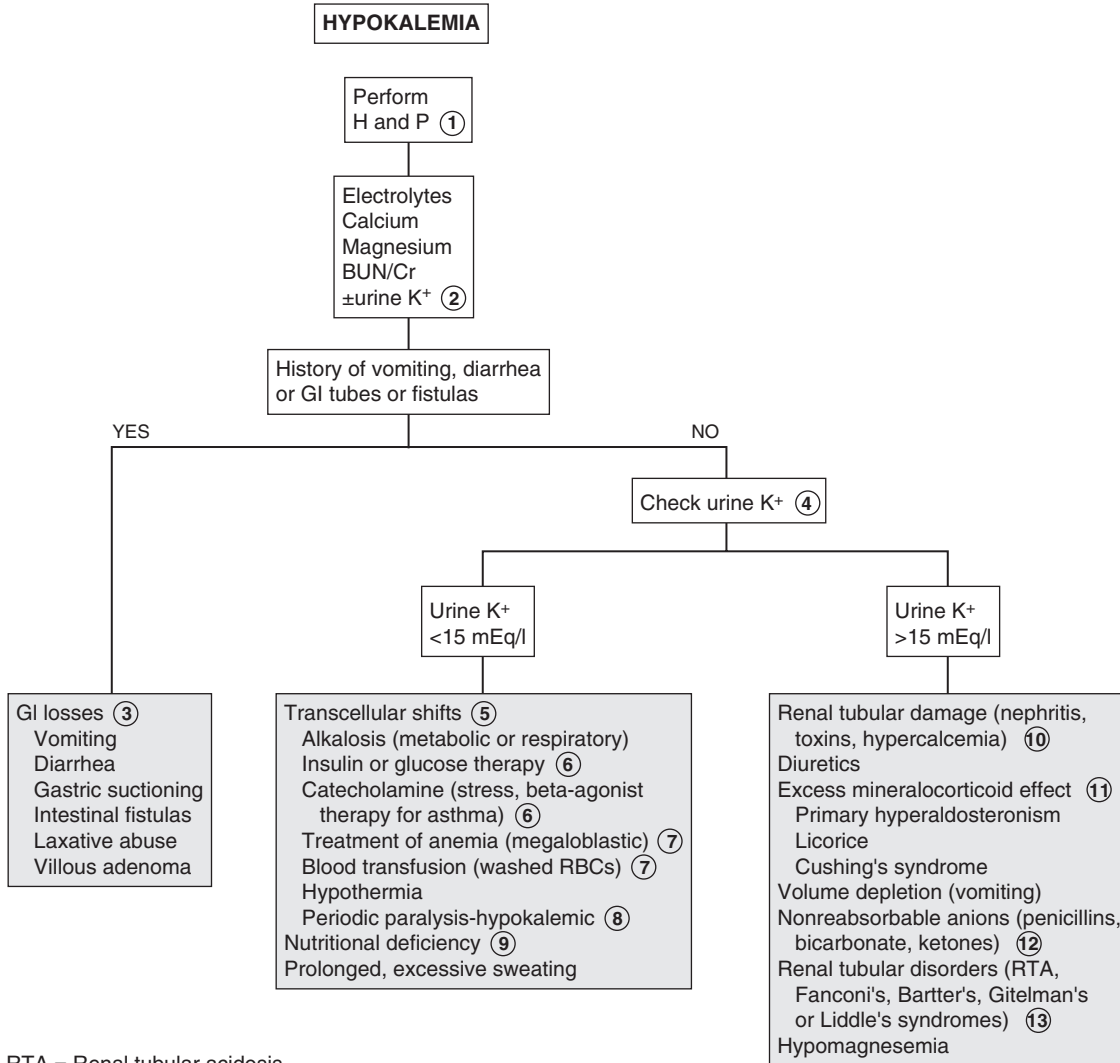 HYPOKALEMIA
Perform
H and P ①
Electrolytes
Calcium
Magnesium
BUN/Cr
±urine K⁺ ②
History of vomiting, diarrhea
or GI tubes or fistulas
YES
NO
Check urine K⁺ ④
Urine K⁺
<15 mEq/l
Urine K⁺
>15 mEq/l
GI losses ③
Vomiting
Diarrhea
Gastric suctioning
Intestinal fistulas
Laxative abuse
Villous adenoma
Transcellular shifts ⑤
Alkalosis (metabolic or respiratory)
Insulin or glucose therapy ⑥
Catecholamine (stress, beta-agonist
therapy for asthma) ⑥
Treatment of anemia (megaloblastic) ⑦
Blood transfusion (washed RBCs) ⑦
Hypothermia
Periodic paralysis-hypokalemic ⑧
Nutritional deficiency ⑨
Prolonged, excessive sweating
Renal tubular damage (nephritis,
toxins, hypercalcemia) ⑩
Diuretics
Excess mineralocorticoid effect ⑪
Primary hyperaldosteronism
Licorice
Cushing's syndrome
Volume depletion (vomiting)
Nonreabsorbable anions (penicillins,
bicarbonate, ketones) ⑫
Renal tubular disorders (RTA,
Fanconi's, Bartter's, Gitelman's
or Liddle's syndromes) ⑬
Hypomagnesemia
RTA = Renal tubular acidosis